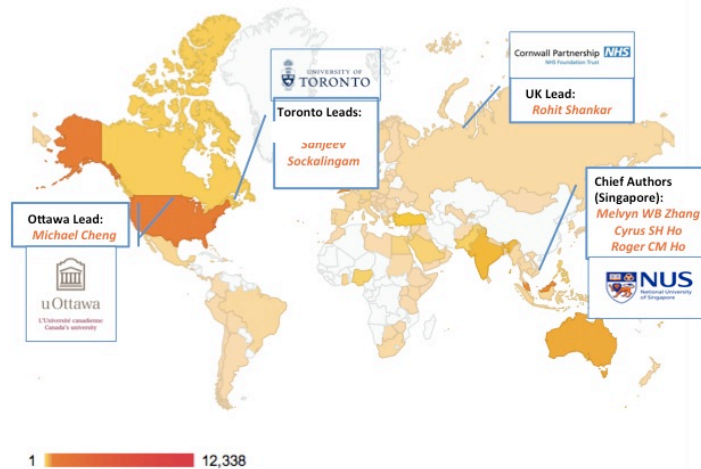 UNIVERSITY OF
TORONTO
Toronto Leads:
Sanjeev
Sockalingam
Cornwall Partnership NHS
NHS Foundation Trust
UK Lead:
Rohit Shankar
Chief Authors
(Singapore):
Melvyn WB Zhang
Cyrus SH Ho
Roger CM Ho
NUS
National University
of Singapore
Ottawa Lead:
Michael Cheng
uOttawa
L'Université canadienne
Canada's university
1 12,338